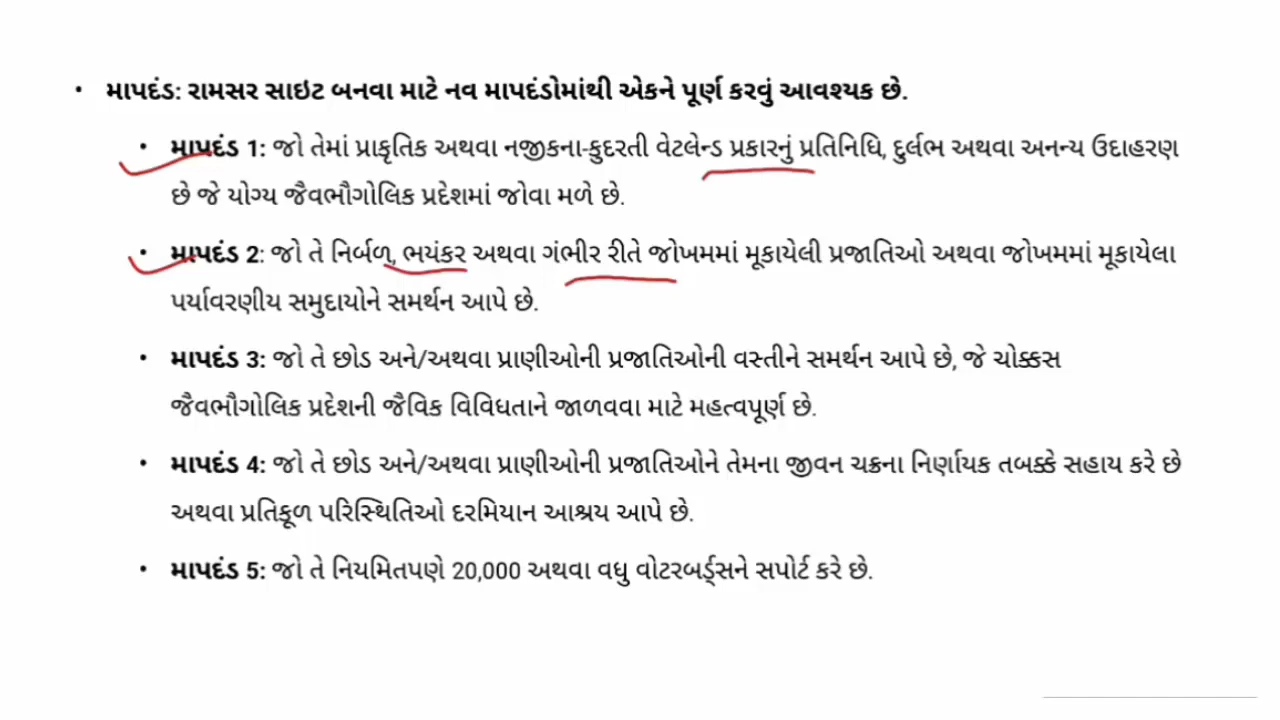 • માપદંડ: રામસર સાઇટ બનવા માટે નવ માપદંડોમાંથી એકને પૂર્ણ કરવું આવશ્યક છે.
• માપદંડ 1: જો તેમાં પ્રાકૃતિક અથવા નજીકના-કુદરતી વેટલેન્ડ પ્રકારનું પ્રતિનિધિ, દુર્લભ અથવા અનન્ય ઉદાહરણ
છે જે યોગ્ય જૈવભૌગોલિક પ્રદેશમાં જોવા મળે છે.
• માપદંડ 2: જો તે નિર્બળ, ભયંકર અથવા ગંભીર રીતે જોખમમાં મૂકાયેલી પ્રજાતિઓ અથવા જોખમમાં મૂકાયેલા
પર્યાવરણીય સમુદાયોને સમર્થન આપે છે.
• માપદંડ 3: જો તે છોડ અને/અથવા પ્રાણીઓની પ્રજાતિઓની વસ્તીને સમર્થન આપે છે, જે ચોક્કસ
જૈવભૌગોલિક પ્રદેશની જૈવિક વિવિધતાને જાળવવા માટે મહત્વપૂર્ણ છે.
• માપદંડ 4: જો તે છોડ અને/અથવા પ્રાણીઓની પ્રજાતિઓને તેમના જીવન ચક્રના નિર્ણાયક તબક્કે સહાય કરે છે
અથવા પ્રતિકૂળ પરિસ્થિતિઓ દરમિયાન આશ્રય આપે છે.
• માપદંડ 5: જો તે નિયમિતપણે 20,000 અથવા વધુ વોટરબર્ડ્સને સપોર્ટ કરે છે.